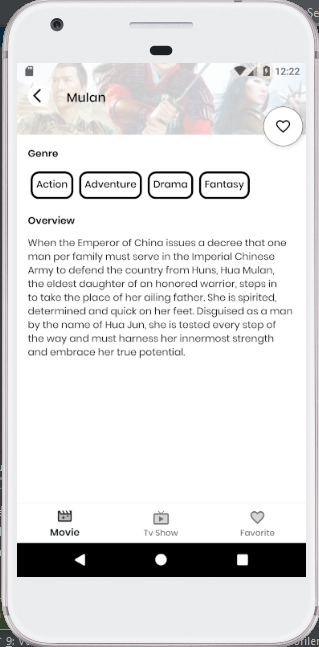 12:22
Mulan
Genre
Action Adventure Drama Fantasy
Overview
When the Emperor of China issues a decree that one
man per family must serve in the Imperial Chinese
Army to defend the country from Huns, Hua Mulan,
the eldest daughter of an honored warrior, steps in
to take the place of her ailing father. She is spirited,
determined and quick on her feet. Disguised as a man
by the name of Hua Jun, she is tested every step of
the way and must harness her innermost strength
and embrace her true potential.
Movie Tv Show Favorite